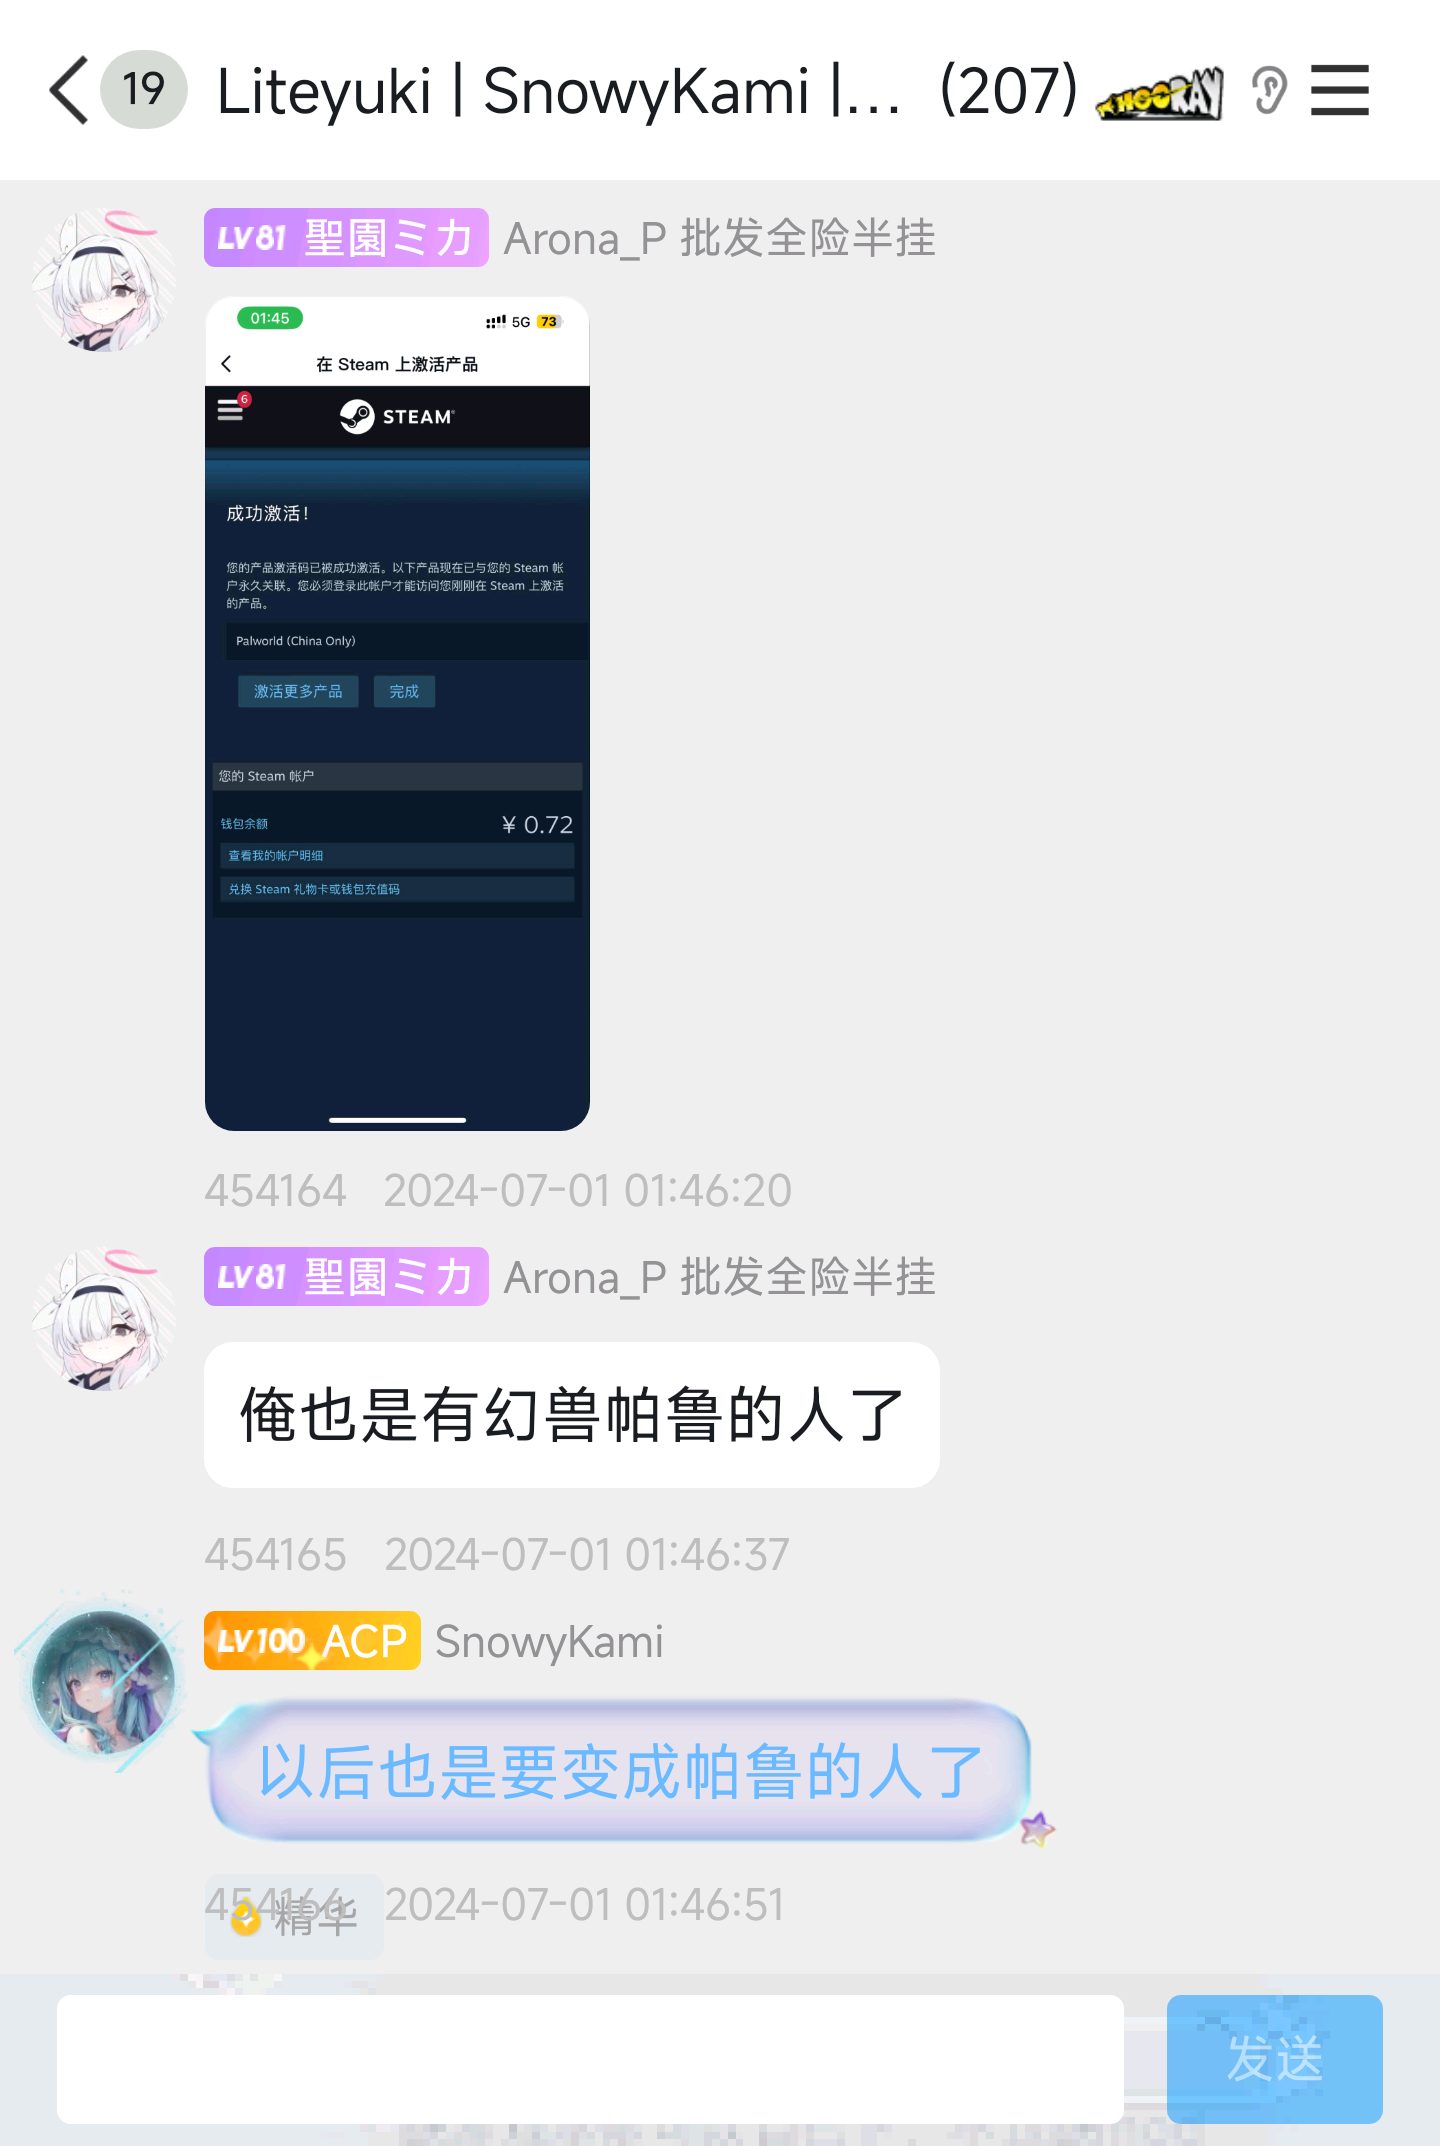 19 Liteyuki | SnowyKami |... (207) HOORAY
LV81 聖園ミカ Arona_P 批发全险半挂
01:45 5G 73
在 Steam 上激活产品
6 STEAM
成功激活！
您的产品激活码已被成功激活。以下产品现在已与您的 Steam 帐
户永久关联。您必须登录此帐户才能访问您刚刚在 Steam 上激活
的产品。
Palworld (China Only)
激活更多产品 完成
您的 Steam 帐户
钱包余额 ¥ 0.72
查看我的帐户明细
兑换 Steam 礼物卡或钱包充值码
454164 2024-07-01 01:46:20
LV81 聖園ミカ Arona_P 批发全险半挂
俺也是有幻兽帕鲁的人了
454165 2024-07-01 01:46:37
LV100 ACP SnowyKami
以后也是要变成帕鲁的人了
454166 2024-07-01 01:46:51
精华
发送